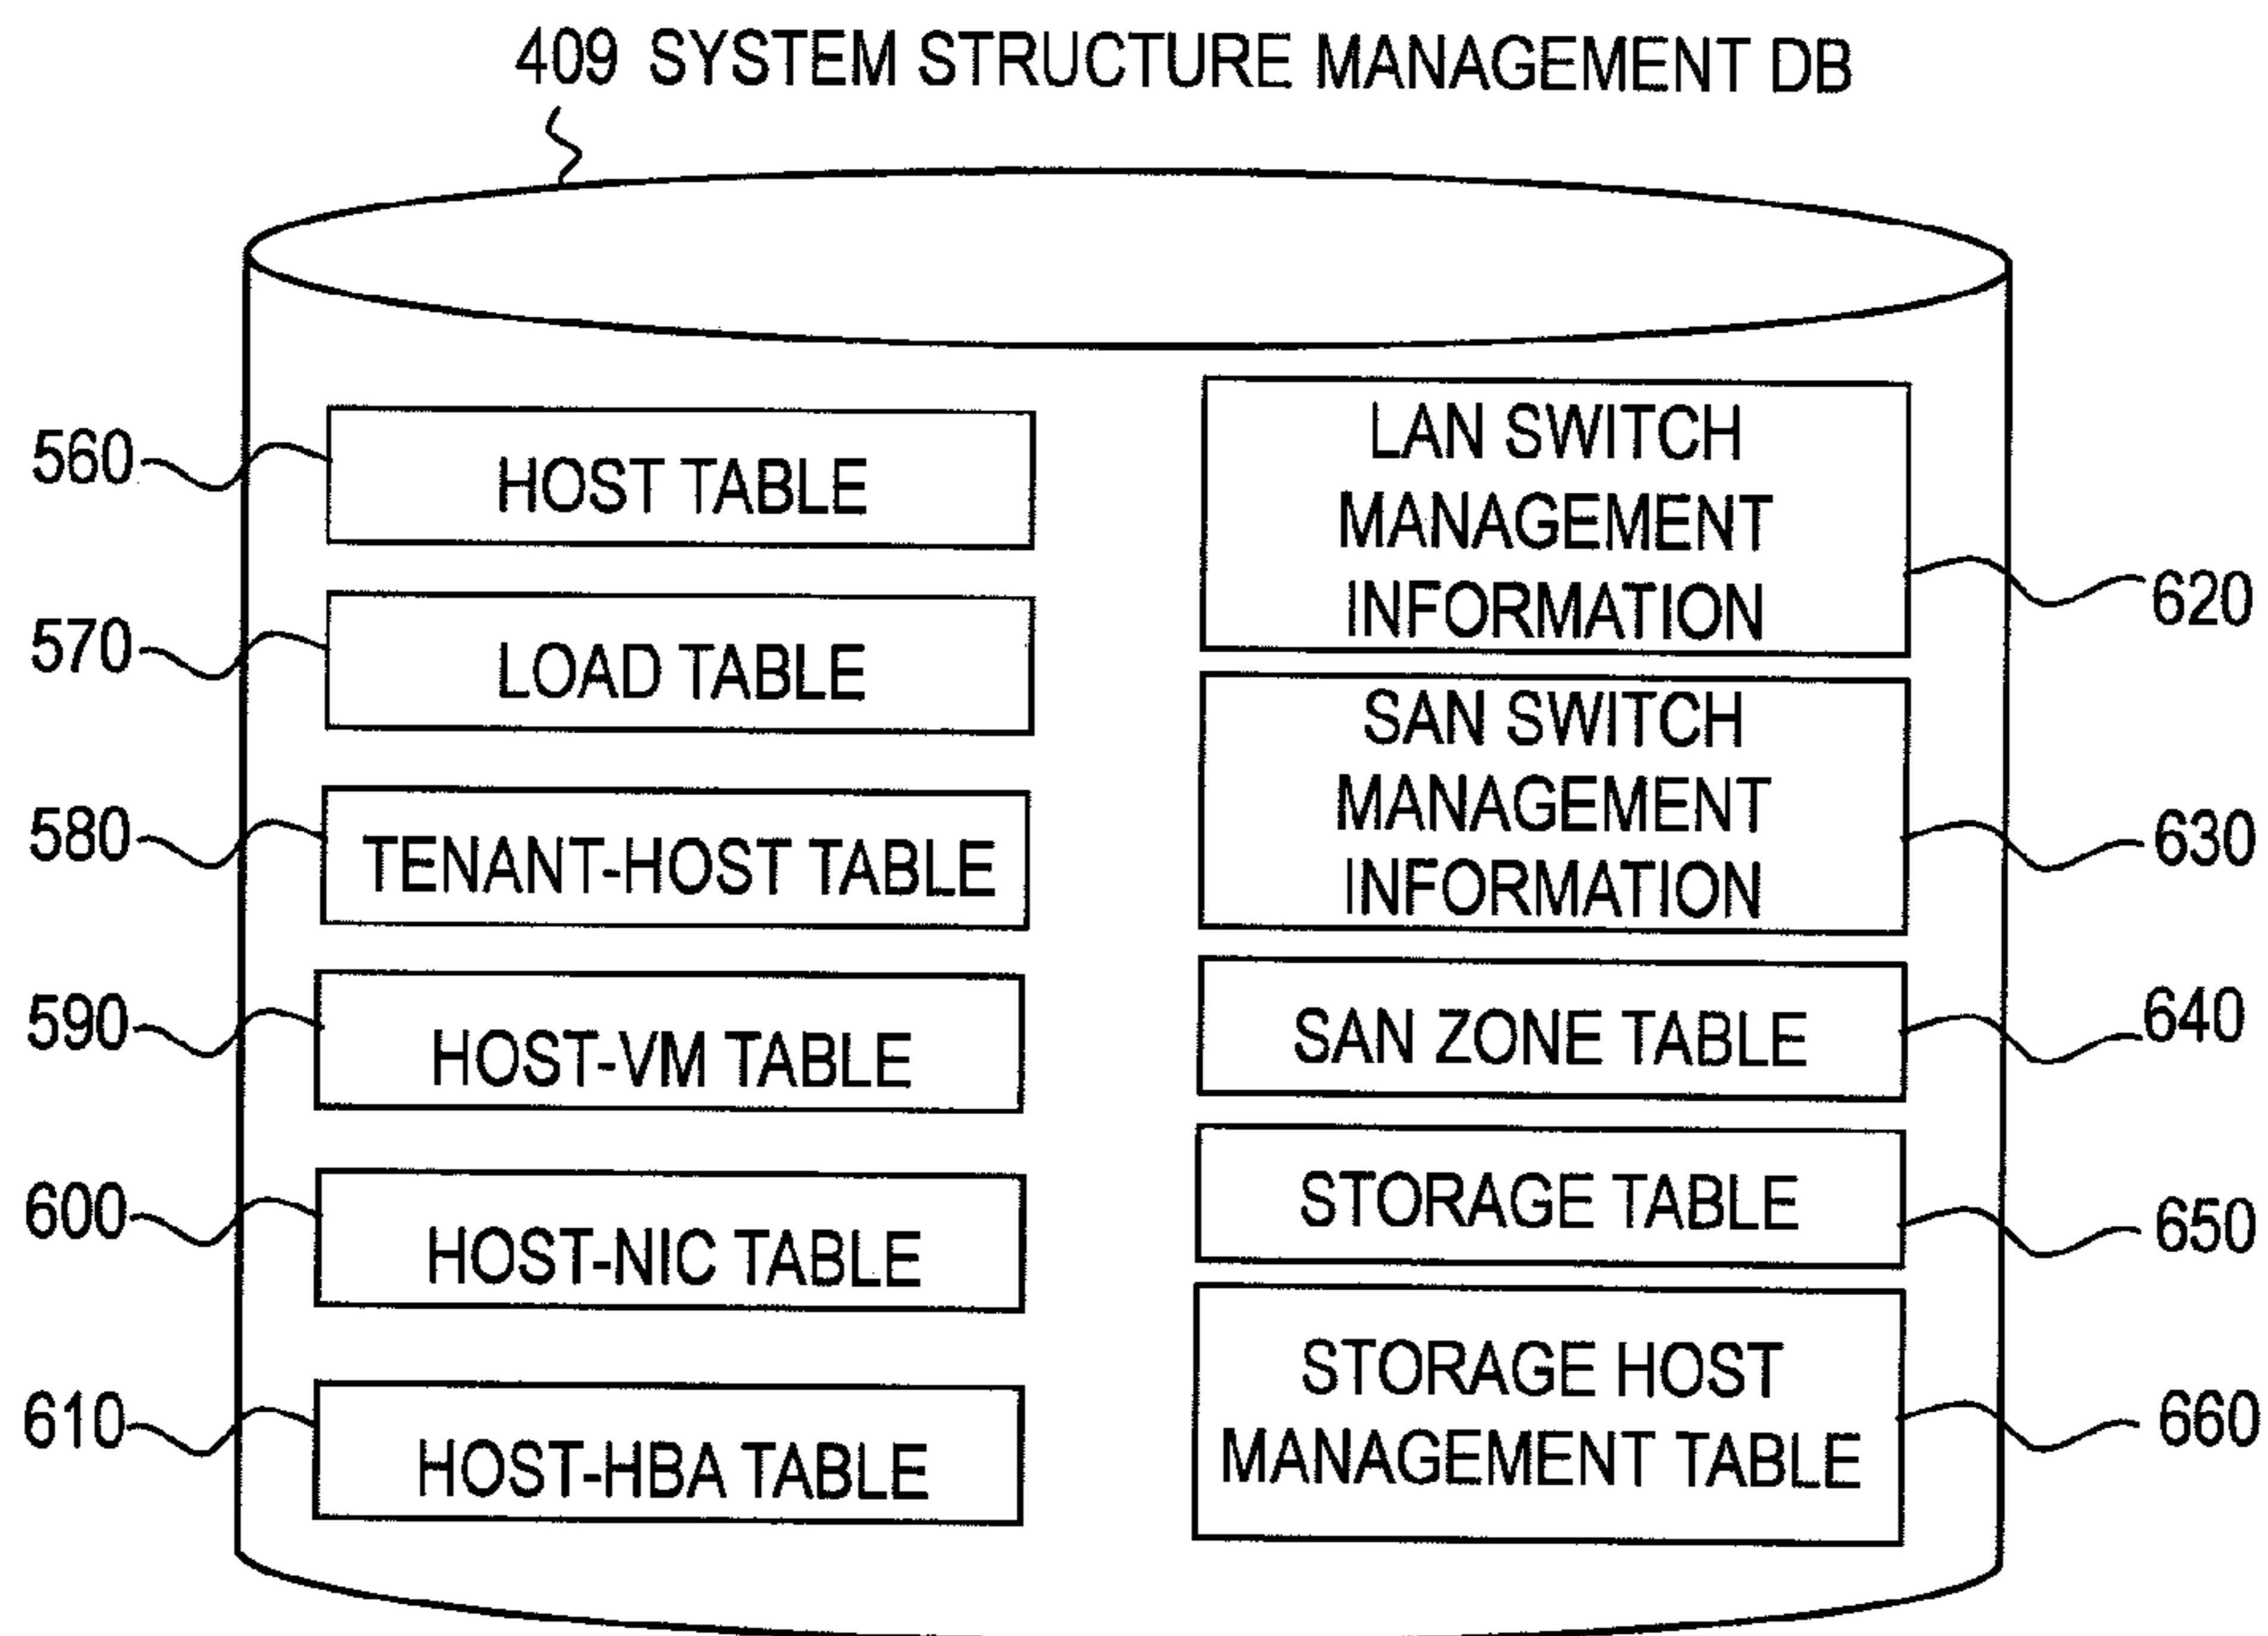 409 SYSTEM STRUCTURE MANAGEMENT DB
560
HOST TABLE
570
LOAD TABLE
580
TENANT-HOST TABLE
590
HOST-VM TABLE
600
HOST-NIC TABLE
610
HOST-HBA TABLE
LAN SWITCH
MANAGEMENT
INFORMATION
620
SAN SWITCH
MANAGEMENT
INFORMATION
630
SAN ZONE TABLE
640
STORAGE TABLE
650
STORAGE HOST
MANAGEMENT TABLE
660